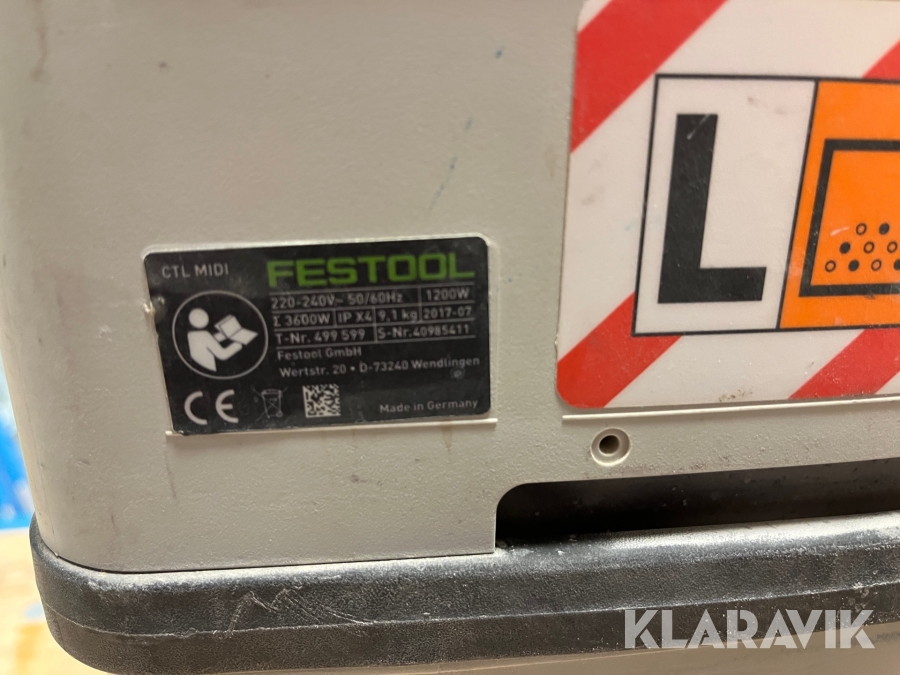 CTL MIDI FESTOOL
220-240V~ 50/60Hz 1200W
Σ 3600W IP X4 9,1 kg 2017-07
T-Nr. 499 599 S-Nr.40985411
Festool GmbH
Wertstr. 20 • D-73240 Wendlingen
CE
Made in Germany
L
KLARAVIK